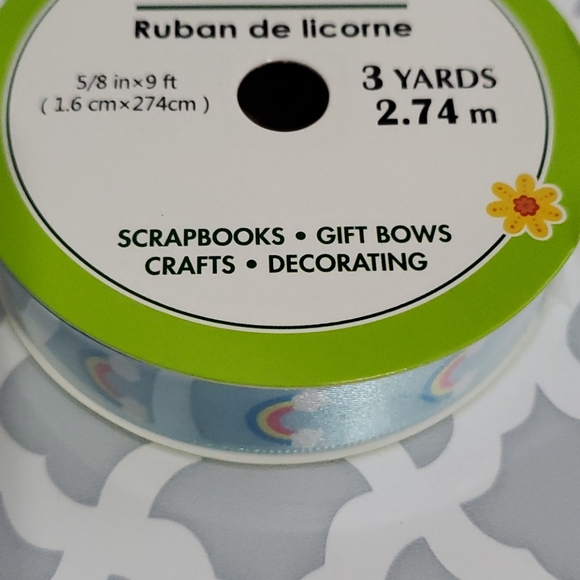 Ruban de licorne
5/8 in×9 ft
( 1.6 cm×274cm )
3 YARDS
2.74 m
SCRAPBOOKS • GIFT BOWS
CRAFTS • DECORATING